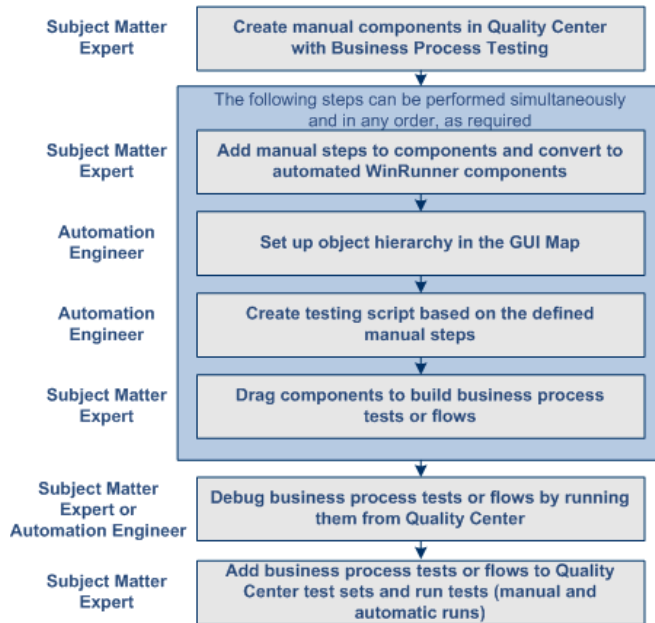 Subject Matter
Expert
Create manual components in Quality Center
with Business Process Testing
The following steps can be performed simultaneously
and in any order, as required
Subject Matter
Expert
Add manual steps to components and convert to
automated WinRunner components
Automation
Engineer
Set up object hierarchy in the GUI Map
Automation
Engineer
Create testing script based on the defined
manual steps
Subject Matter
Expert
Drag components to build business process
tests or flows
Subject Matter
Expert or
Automation Engineer
Debug business process tests or flows by running
them from Quality Center
Subject Matter
Expert
Add business process tests or flows to Quality
Center test sets and run tests (manual and
automatic runs)